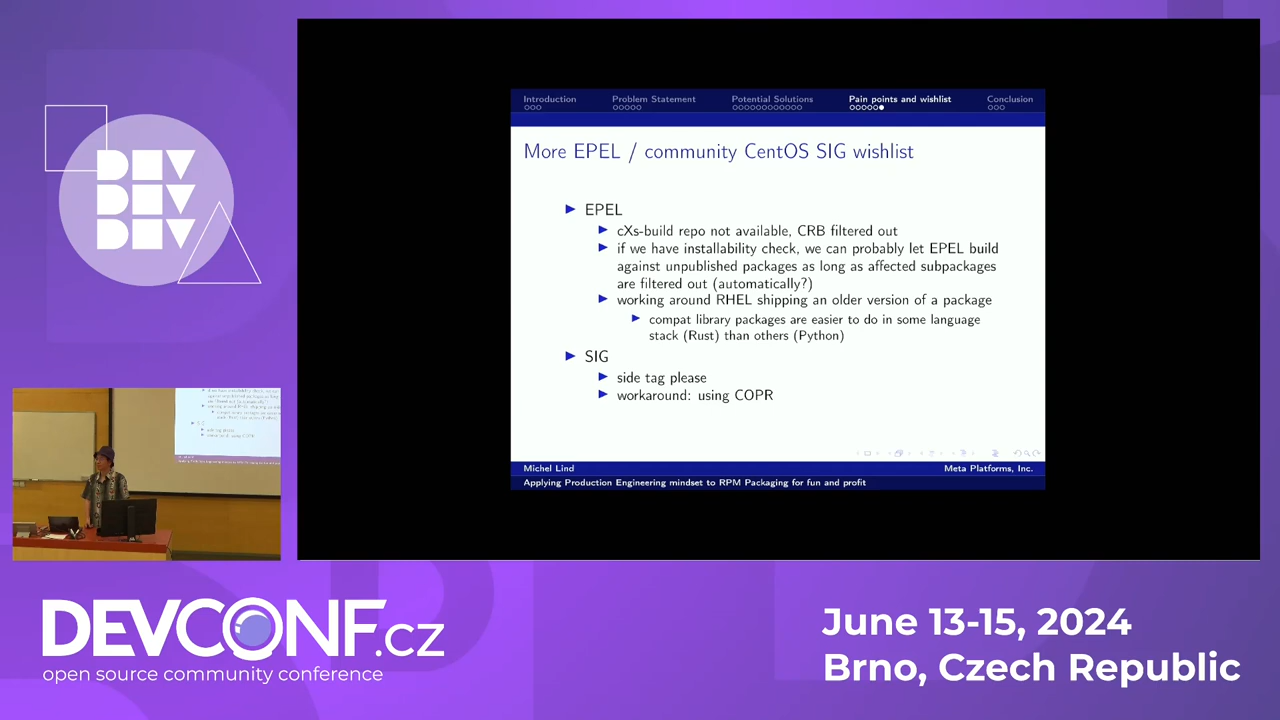 DEV
DEV
DEV
Introduction Problem Statement Potential Solutions Pain points and wishlist Conclusion
More EPEL / community CentOS SIG wishlist
EPEL
cXs-build repo not available, CRB filtered out
if we have installability check, we can probably let EPEL build
against unpublished packages as long as affected subpackages
are filtered out (automatically?)
working around RHEL shipping an older version of a package
compat library packages are easier to do in some language
stack (Rust) than others (Python)
SIG
side tag please
workaround: using COPR
Michel Lind Meta Platforms, Inc.
Applying Production Engineering mindset to RPM Packaging for fun and profit
DEVCONF.cz
open source community conference
June 13-15, 2024
Brno, Czech Republic